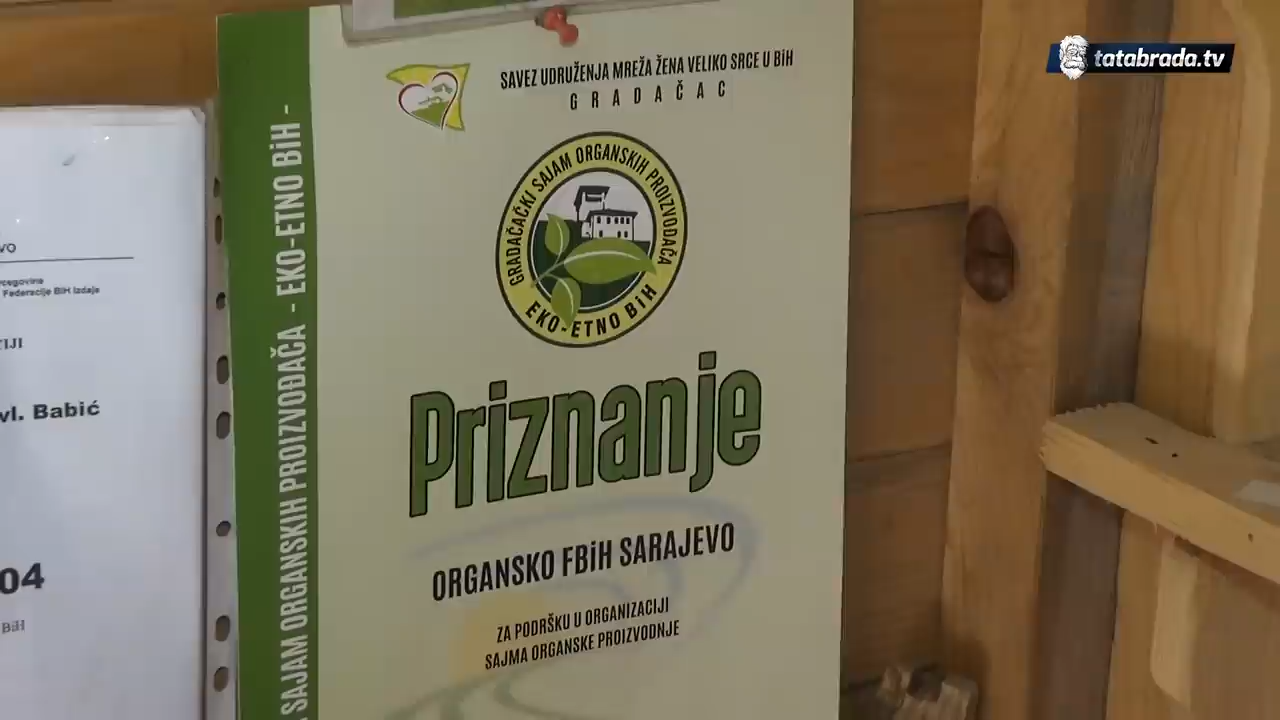 tatabrada.tv
SAVEZ UDRUŽENJA MREŽA ŽENA VELIKO SRCE U BiH
GRADAČAC
GRADAČAČKI SAJAM ORGANSKIH PROIZVOĐAČA
EKO-ETNO BiH
Priznanje
ORGANSKO FBiH SARAJEVO
ZA PODRŠKU U ORGANIZACIJI
SAJMA ORGANSKE PROIZVODNJE
SAJAM ORGANSKIH PROIZVOĐAČA - EKO-ETNO BiH -
Federacije BiH izdaje
vl. Babić
04
BiH